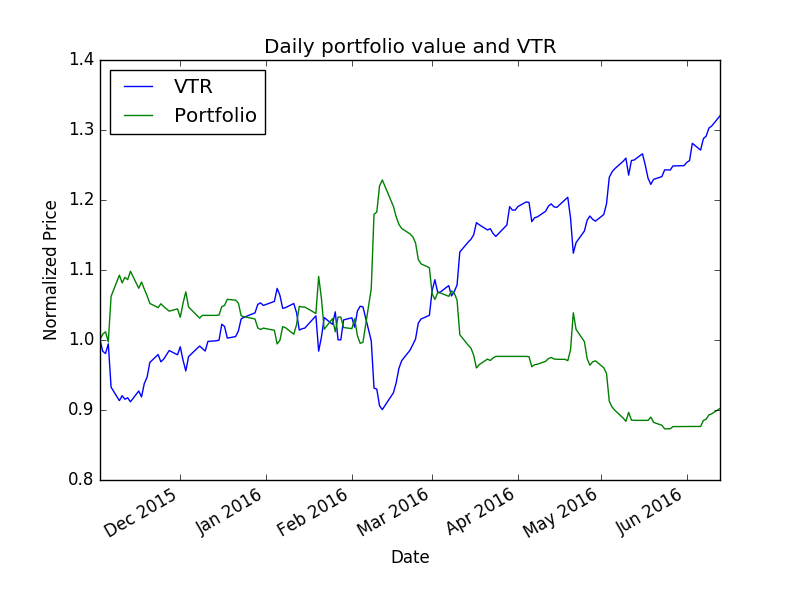 Daily portfolio value and VTR
VTR
Portfolio
Normalized Price
1.4
1.3
1.2
1.1
1.0
0.9
0.8
Dec 2015
Jan 2016
Feb 2016
Mar 2016
Apr 2016
May 2016
Jun 2016
Date